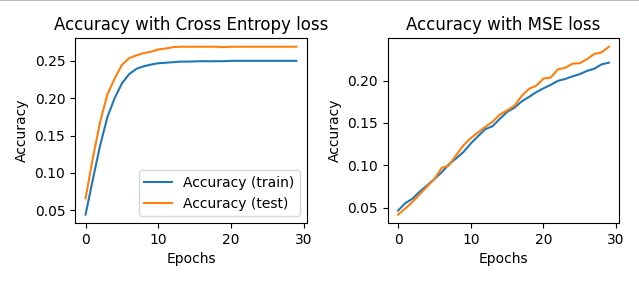 Accuracy with Cross Entropy loss
Accuracy
0.25
0.20
0.15
0.10
0.05
Accuracy (train)
Accuracy (test)
0
10
20
30
Epochs
Accuracy with MSE loss
Accuracy
0.20
0.15
0.10
0.05
0
10
20
30
Epochs